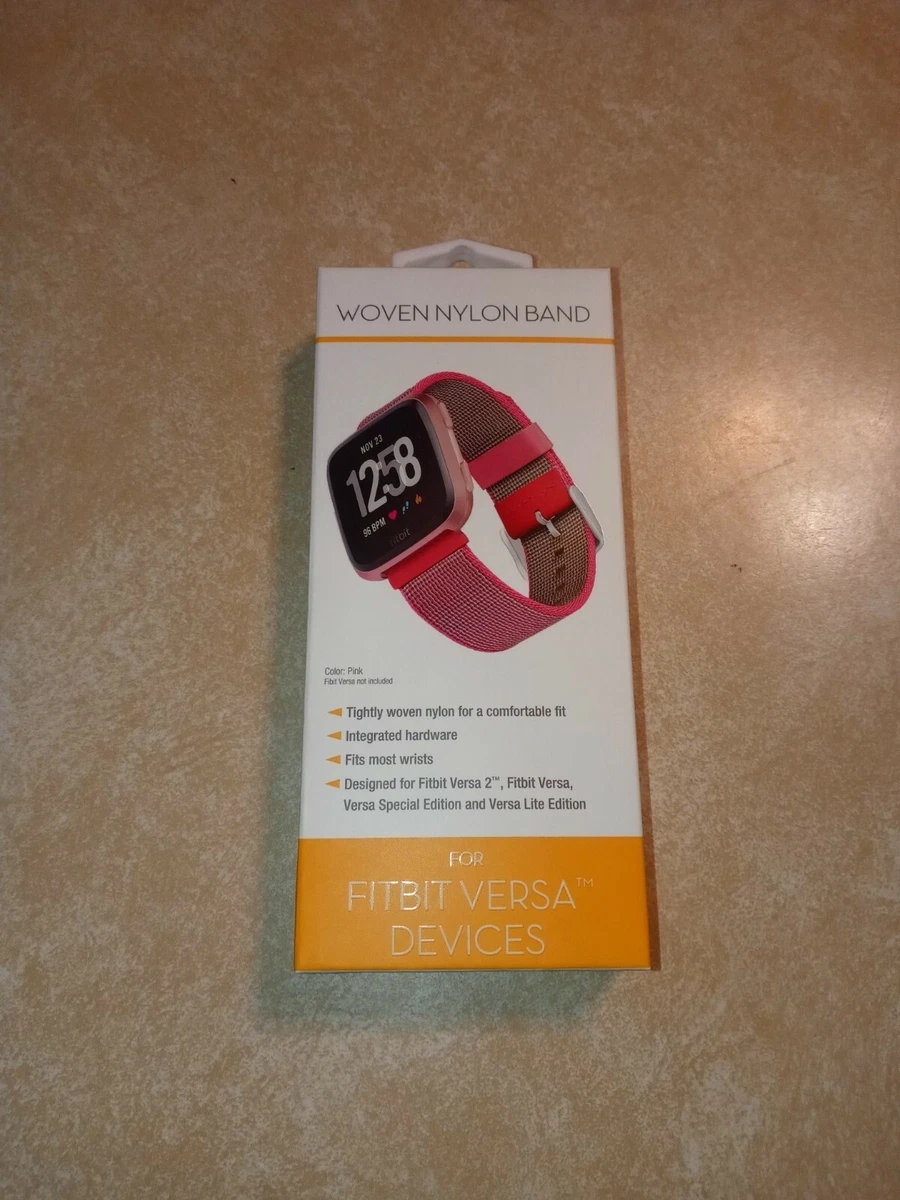 WOVEN NYLON BAND
NOV 23
12:58
96 BPM
fitbit
Color: Pink
Fibit Versa not included
Tightly woven nylon for a comfortable fit
Integrated hardware
Fits most wrists
Designed for Fitbit Versa 2™, Fitbit Versa,
Versa Special Edition and Versa Lite Edition
FOR
FITBIT VERSA™
DEVICES